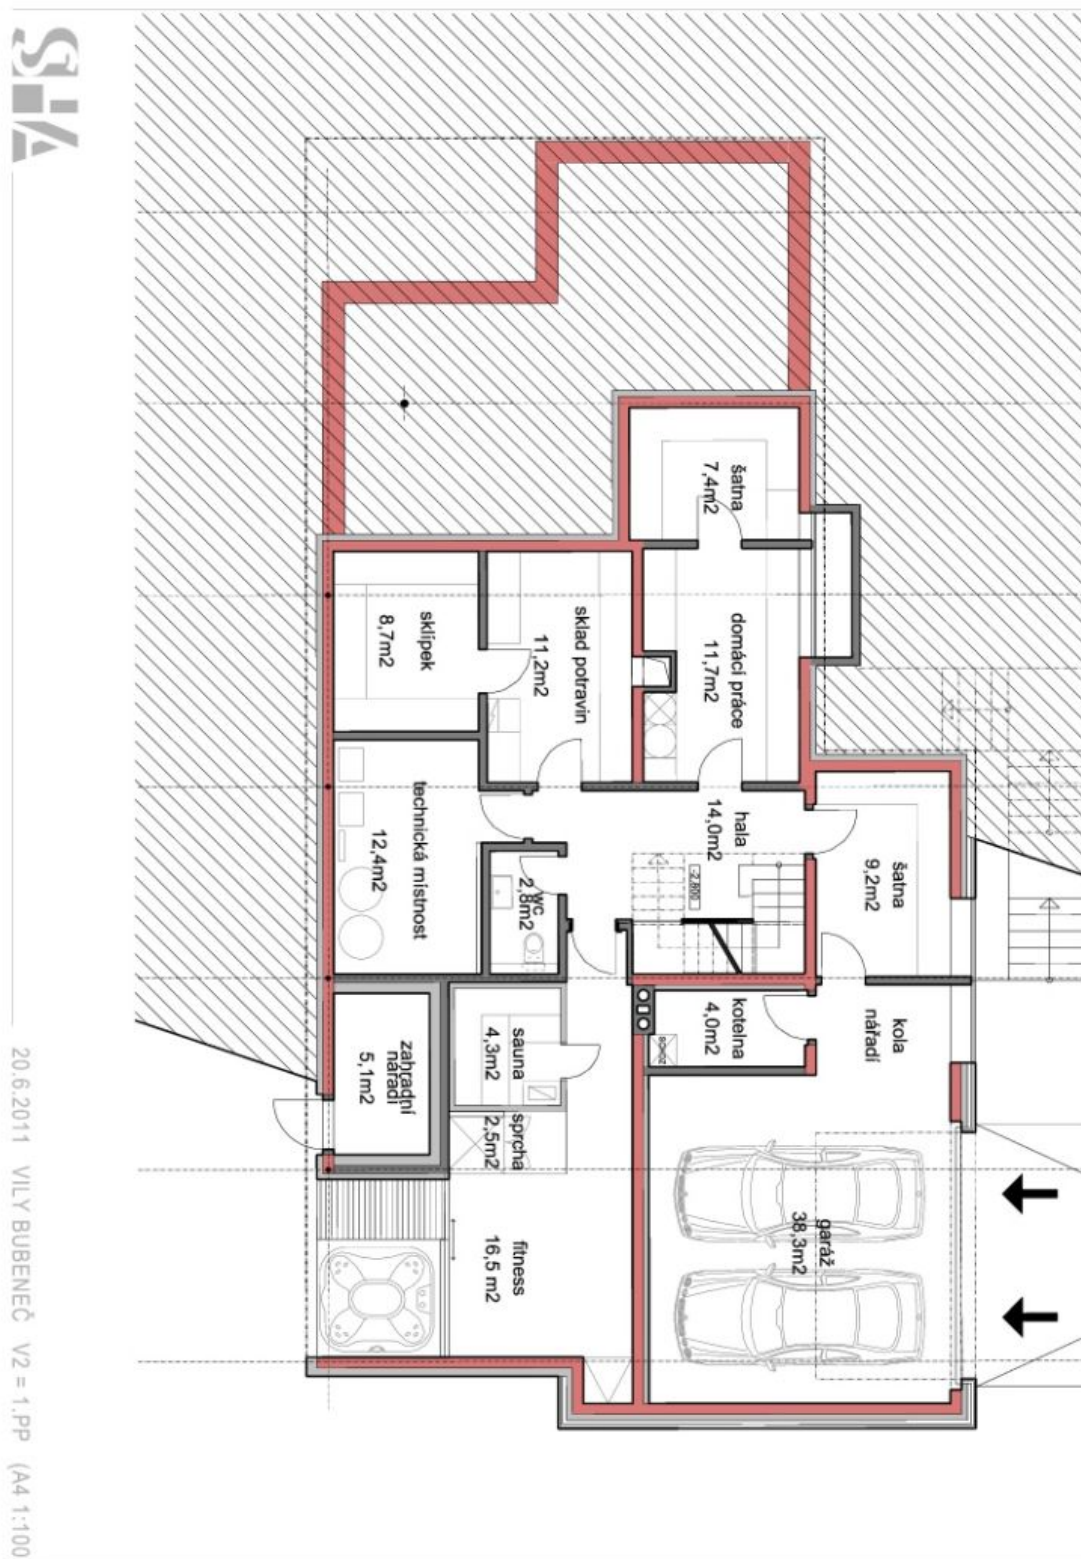 SHA
šatna
7,4m2
domácí práce
11,7m2
sklad potravin
11,2m2
sklípek
8,7m2
hala
14,0m2
-2,800
šatna
9,2m2
technická místnost
12,4m2
wc
2,8m2
kotelna
4,0m2
kola
nářadí
sauna
4,3m2
zahradní
nářadí
5,1m2
sprcha
2,5m2
fitness
16,5 m2
garáž
38,3m2
20.6.2011 VILY BUBENEČ V2 = 1.PP (A4 1:100